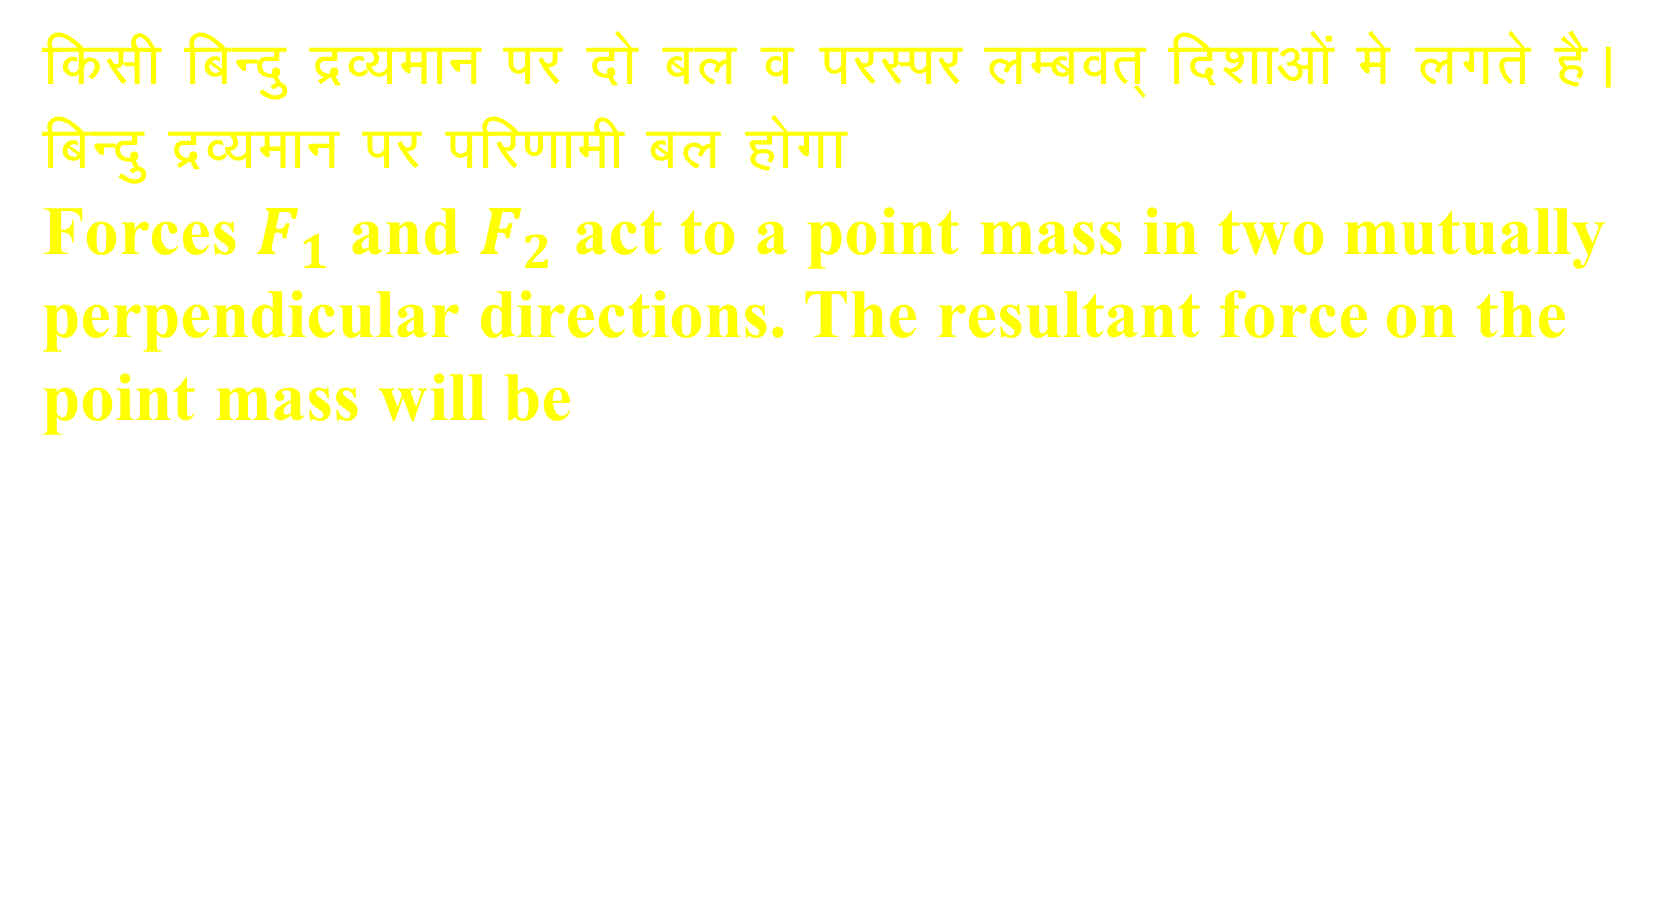 किसी बिन्दु द्रव्यमान पर दो बल व परस्पर लम्बवत् दिशाओं मे लगते है।
बिन्दु द्रव्यमान पर परिणामी बल होगा
Forces F₁ and F₂ act to a point mass in two mutually
perpendicular directions. The resultant force on the
point mass will be